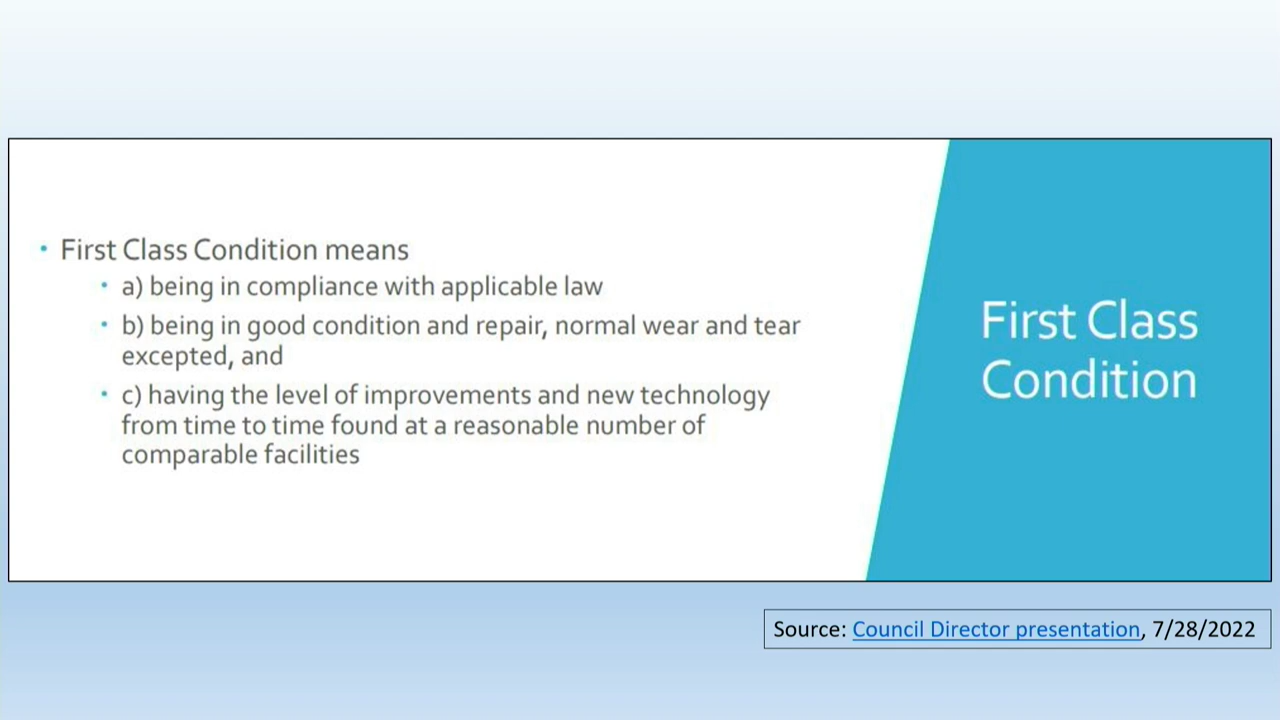 • First Class Condition means
• a) being in compliance with applicable law
• b) being in good condition and repair, normal wear and tear
excepted, and
• c) having the level of improvements and new technology
from time to time found at a reasonable number of
comparable facilities
First Class
Condition
Source: Council Director presentation, 7/28/2022